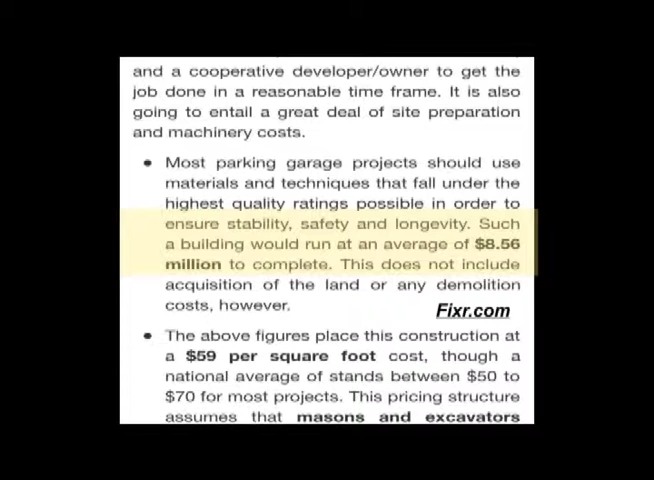 and a cooperative developer/owner to get the
job done in a reasonable time frame. It is also
going to entail a great deal of site preparation
and machinery costs.
• Most parking garage projects should use
materials and techniques that fall under the
highest quality ratings possible in order to
ensure stability, safety and longevity. Such
a building would run at an average of $8.56
million to complete. This does not include
acquisition of the land or any demolition
costs, however.
Fixr.com
• The above figures place this construction at
a $59 per square foot cost, though a
national average of stands between $50 to
$70 for most projects. This pricing structure
assumes that masons and excavators